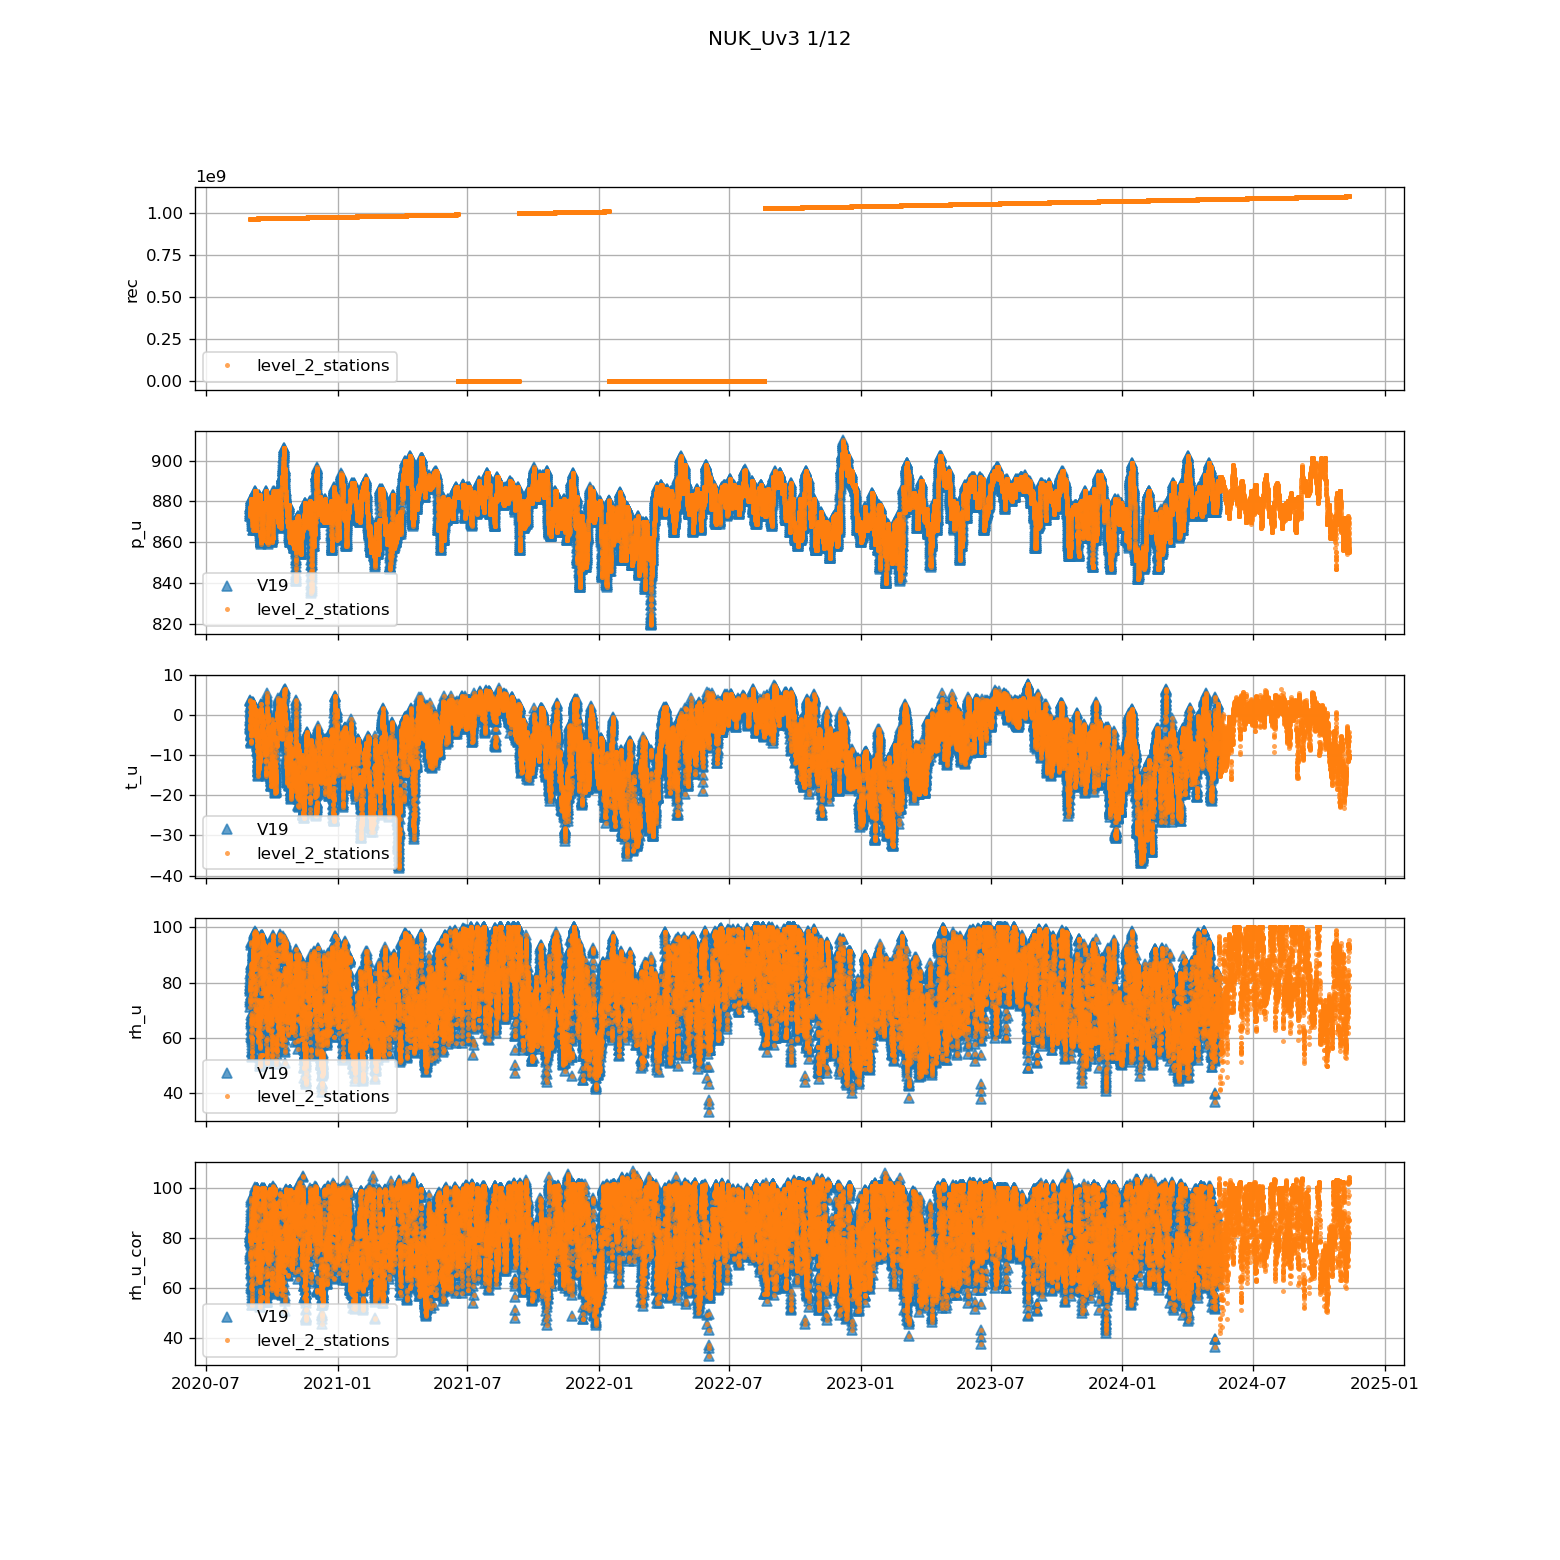 NUK_Uv3 1/12
1e9
1.00
0.75
0.50
0.25
0.00
rec
level_2_stations
900
880
860
840
820
p_u
V19
level_2_stations
10
0
−10
−20
−30
−40
t_u
V19
level_2_stations
100
80
60
40
rh_u
V19
level_2_stations
100
80
60
40
rh_u_cor
V19
level_2_stations
2020-07 2021-01 2021-07 2022-01 2022-07 2023-01 2023-07 2024-01 2024-07 2025-01